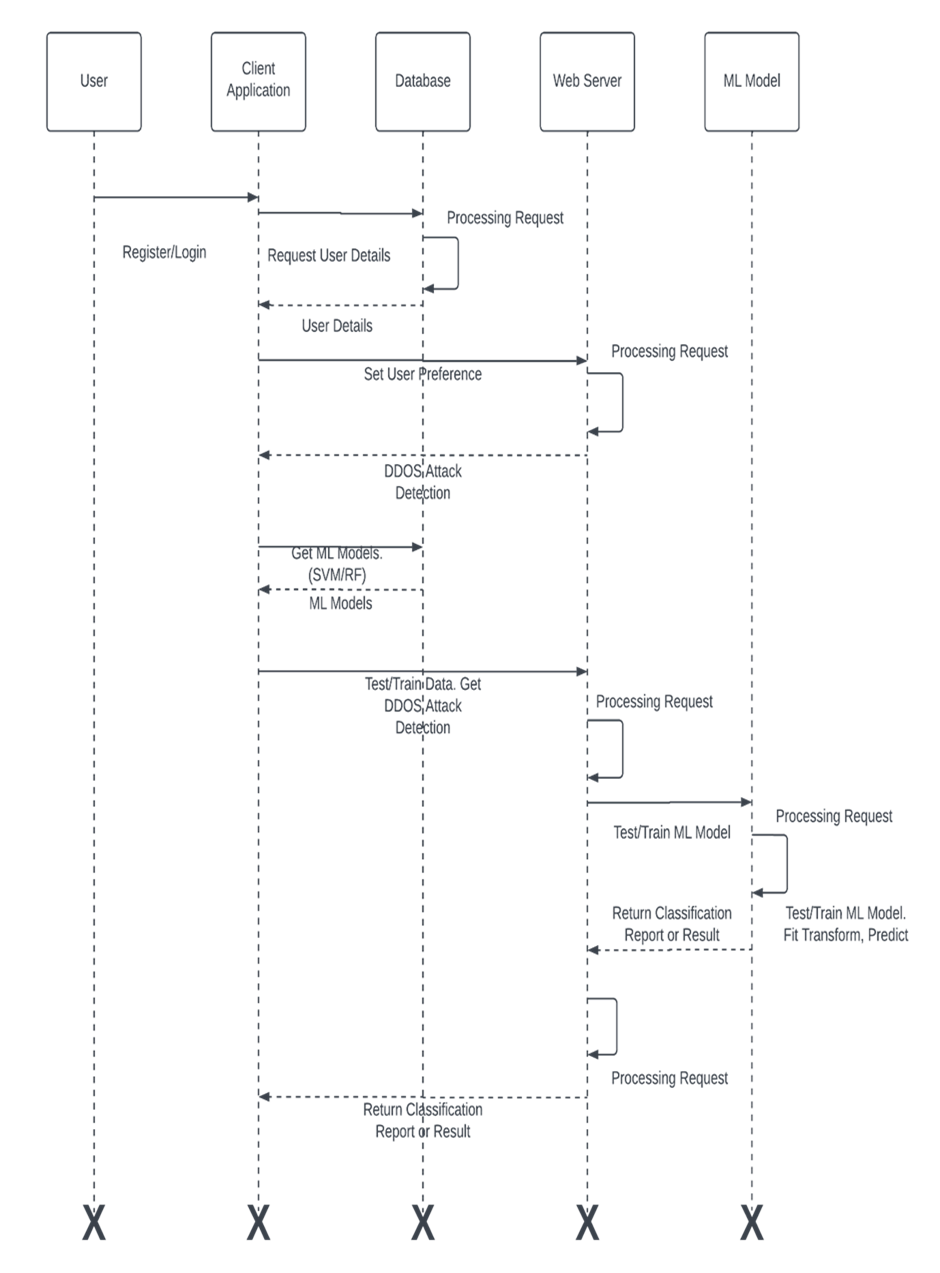 User
Client
Application
Database
Web Server
ML Model
Processing Request
Register/Login
Request User Details
User Details
Processing Request
Set User Preference
DDOS Attack
Detection
Get ML Models.
(SVM/RF)
ML Models
Test/Train Data. Get
DDOS Attack
Detection
Processing Request
Processing Request
Test/Train ML Model
Return Classification
Report or Result
Test/Train ML Model.
Fit Transform, Predict
Processing Request
Return Classification
Report or Result